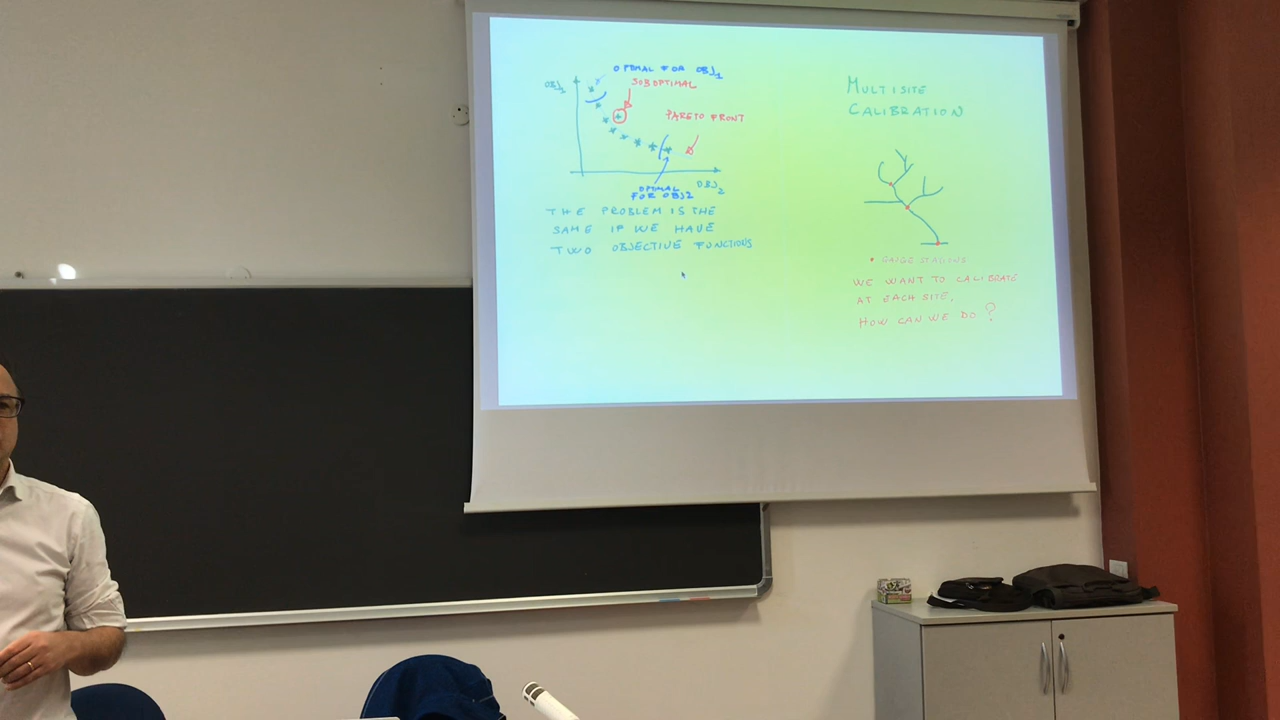 OBJ1
OPTIMAL FOR OBJ1
SUBOPTIMAL
PARETO FRONT
OPTIMAL
FOR OBJ2
OBJ2
THE PROBLEM IS THE
SAME IF WE HAVE
TWO OBJECTIVE FUNCTIONS
MULTISITE
CALIBRATION
GAUGE STATIONS
WE WANT TO CALIBRATE
AT EACH SITE,
HOW CAN WE DO ?